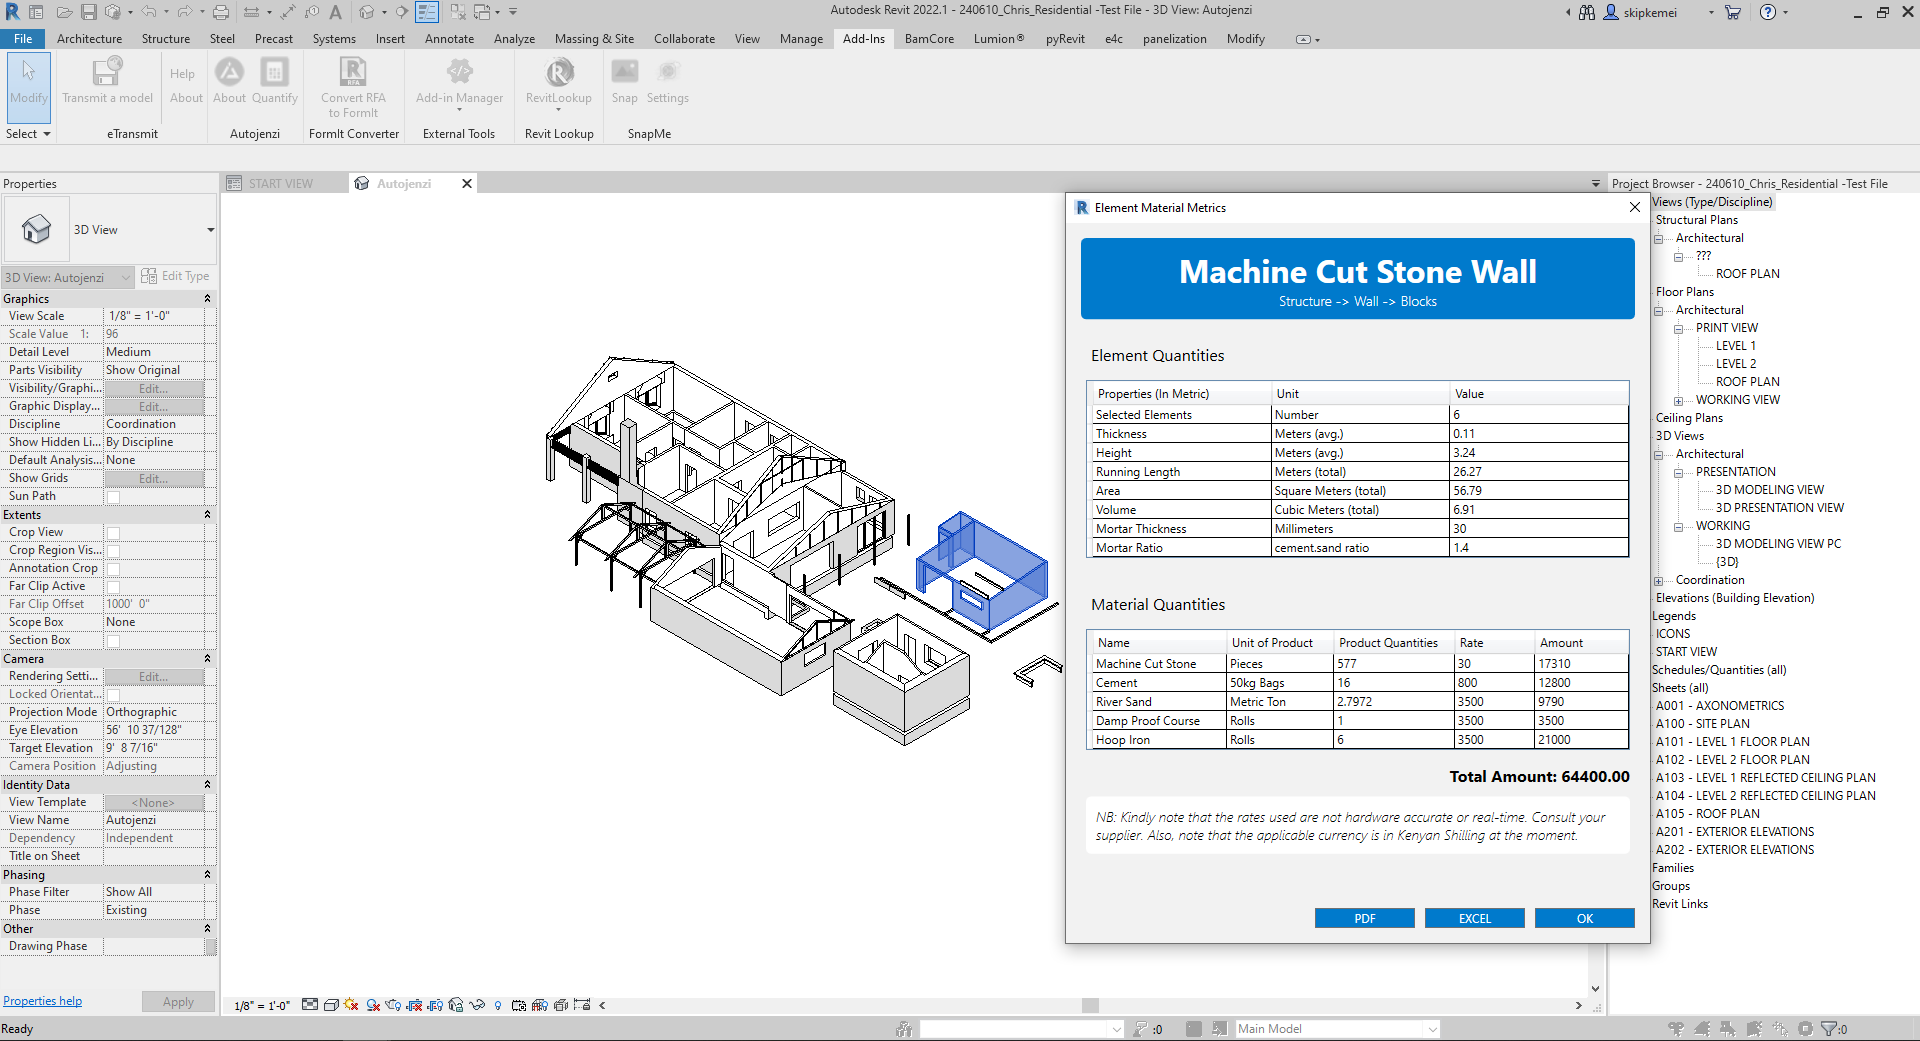 Autodesk Revit 2022.1 - 240610_Chris_Residential -Test File - 3D View: Autojenzi
skipkemei
File Architecture Structure Steel Precast Systems Insert Annotate Analyze Massing & Site Collaborate View Manage Add-Ins BamCore Lumion® pyRevit e4c panelization Modify
Modify
Transmit a model
Help
About
About
Quantify
Convert RFA
to FormIt
Add-in Manager
RevitLookup
Snap
Settings
Select
eTransmit
Autojenzi
FormIt Converter
External Tools
Revit Lookup
SnapMe
Properties
3D View
3D View: Autojenzi
Edit Type
Graphics
View Scale 1/8" = 1'-0"
Scale Value 1: 96
Detail Level Medium
Parts Visibility Show Original
Visibility/Graphi... Edit...
Graphic Display... Edit...
Discipline Coordination
Show Hidden Li... By Discipline
Default Analysis... None
Show Grids Edit...
Sun Path
Extents
Crop View
Crop Region Vis...
Annotation Crop
Far Clip Active
Far Clip Offset 1000' 0"
Scope Box None
Section Box
Camera
Rendering Setti... Edit...
Locked Orientat...
Projection Mode Orthographic
Eye Elevation 56' 10 37/128"
Target Elevation 9' 8 7/16"
Camera Position Adjusting
Identity Data
View Template <None>
View Name Autojenzi
Dependency Independent
Title on Sheet
Phasing
Phase Filter Show All
Phase Existing
Other
Drawing Phase
Properties help
Apply
START VIEW
Autojenzi
Element Material Metrics
Machine Cut Stone Wall
Structure -> Wall -> Blocks
Element Quantities
Properties (In Metric) Unit Value
Selected Elements Number 6
Thickness Meters (avg.) 0.11
Height Meters (avg.) 3.24
Running Length Meters (total) 26.27
Area Square Meters (total) 56.79
Volume Cubic Meters (total) 6.91
Mortar Thickness Millimeters 30
Mortar Ratio cement.sand ratio 1.4
Material Quantities
Name Unit of Product Product Quantities Rate Amount
Machine Cut Stone Pieces 577 30 17310
Cement 50kg Bags 16 800 12800
River Sand Metric Ton 2.7972 3500 9790
Damp Proof Course Rolls 1 3500 3500
Hoop Iron Rolls 6 3500 21000
Total Amount: 64400.00
NB: Kindly note that the rates used are not hardware accurate or real-time. Consult your
supplier. Also, note that the applicable currency is in Kenyan Shilling at the moment.
PDF
EXCEL
OK
Project Browser - 240610_Chris_Residential -Test File
Views (Type/Discipline)
Structural Plans
Architectural
???
ROOF PLAN
Floor Plans
Architectural
PRINT VIEW
LEVEL 1
LEVEL 2
ROOF PLAN
WORKING VIEW
Ceiling Plans
3D Views
Architectural
PRESENTATION
3D MODELING VIEW
3D PRESENTATION VIEW
WORKING
3D MODELING VIEW PC
{3D}
Coordination
Elevations (Building Elevation)
Legends
ICONS
START VIEW
Schedules/Quantities (all)
Sheets (all)
A001 - AXONOMETRICS
A100 - SITE PLAN
A101 - LEVEL 1 FLOOR PLAN
A102 - LEVEL 2 FLOOR PLAN
A103 - LEVEL 1 REFLECTED CEILING PLAN
A104 - LEVEL 2 REFLECTED CEILING PLAN
A105 - ROOF PLAN
A201 - EXTERIOR ELEVATIONS
A202 - EXTERIOR ELEVATIONS
Families
Groups
Revit Links
1/8" = 1'-0"
Ready
:0
Main Model
:0